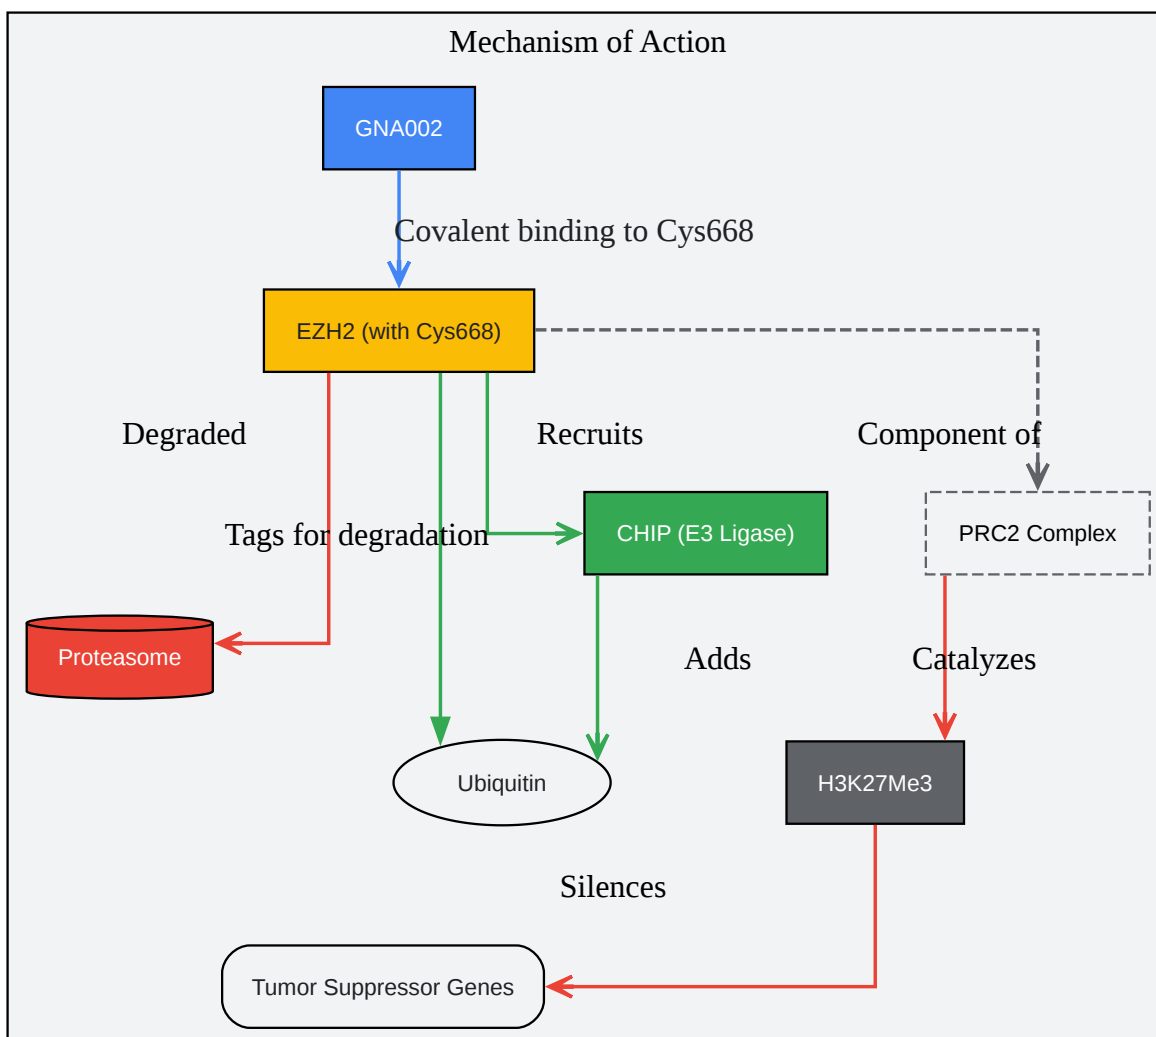 Mechanism of Action
GNA002
Covalent binding to Cys668
EZH2 (with Cys668)
Degraded
Recruits
Component of
Tags for degradation
CHIP (E3 Ligase)
PRC2 Complex
Proteasome
Adds
Catalyzes
Ubiquitin
H3K27Me3
Silences
Tumor Suppressor Genes